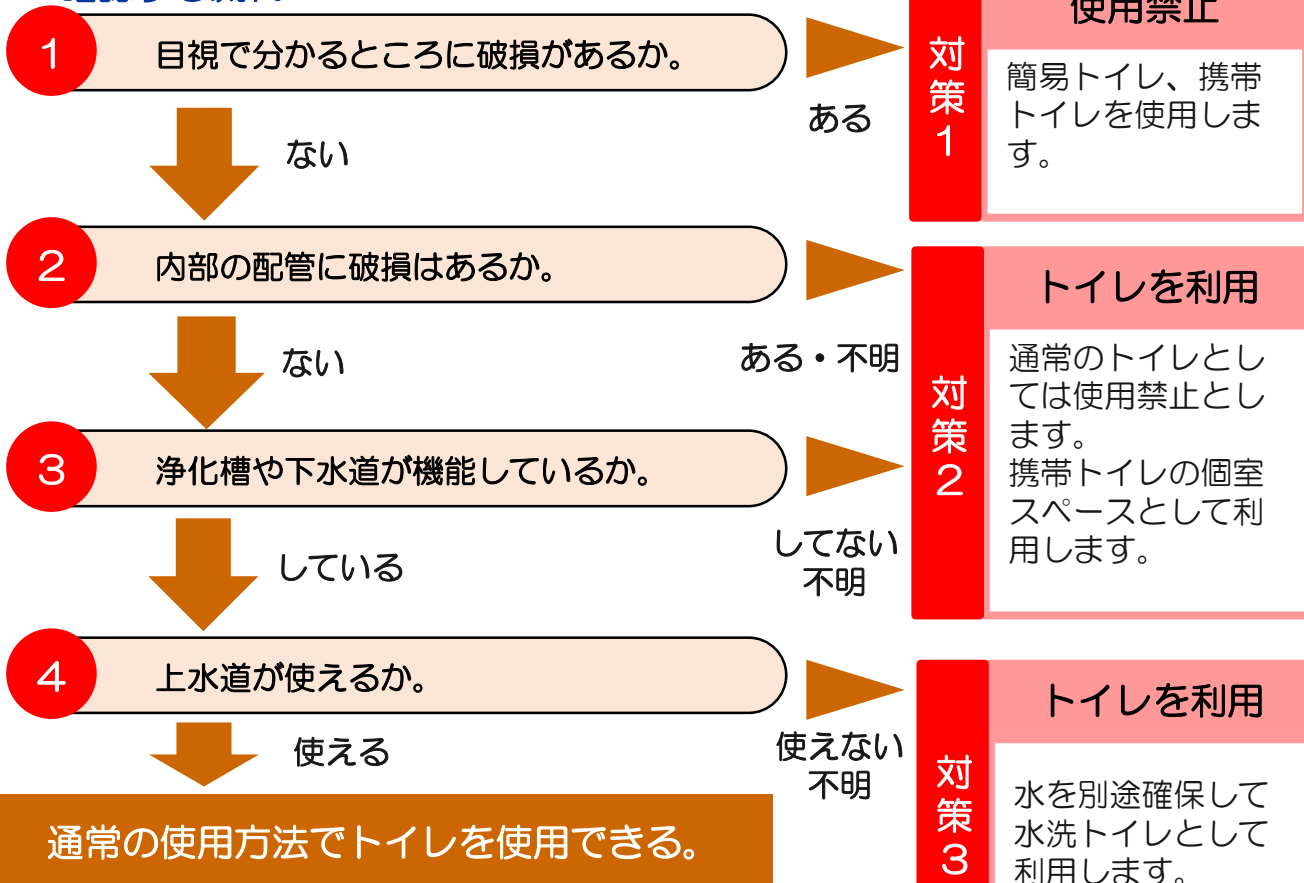 1
目視で分かるところに破損があるか。
ある
ない
対策1
使用禁止
簡易トイレ、携帯
トイレを使用しま
す。
2
内部の配管に破損はあるか。
ある・不明
ない
3
浄化槽や下水道が機能しているか。
してない
不明
している
対策2
トイレを利用
通常のトイレとし
ては使用禁止とし
ます。
携帯トイレの個室
スペースとして利
用します。
4
上水道が使えるか。
使えない
不明
使える
対策3
トイレを利用
水を別途確保して
水洗トイレとして
利用します。
通常の使用方法でトイレを使用できる。